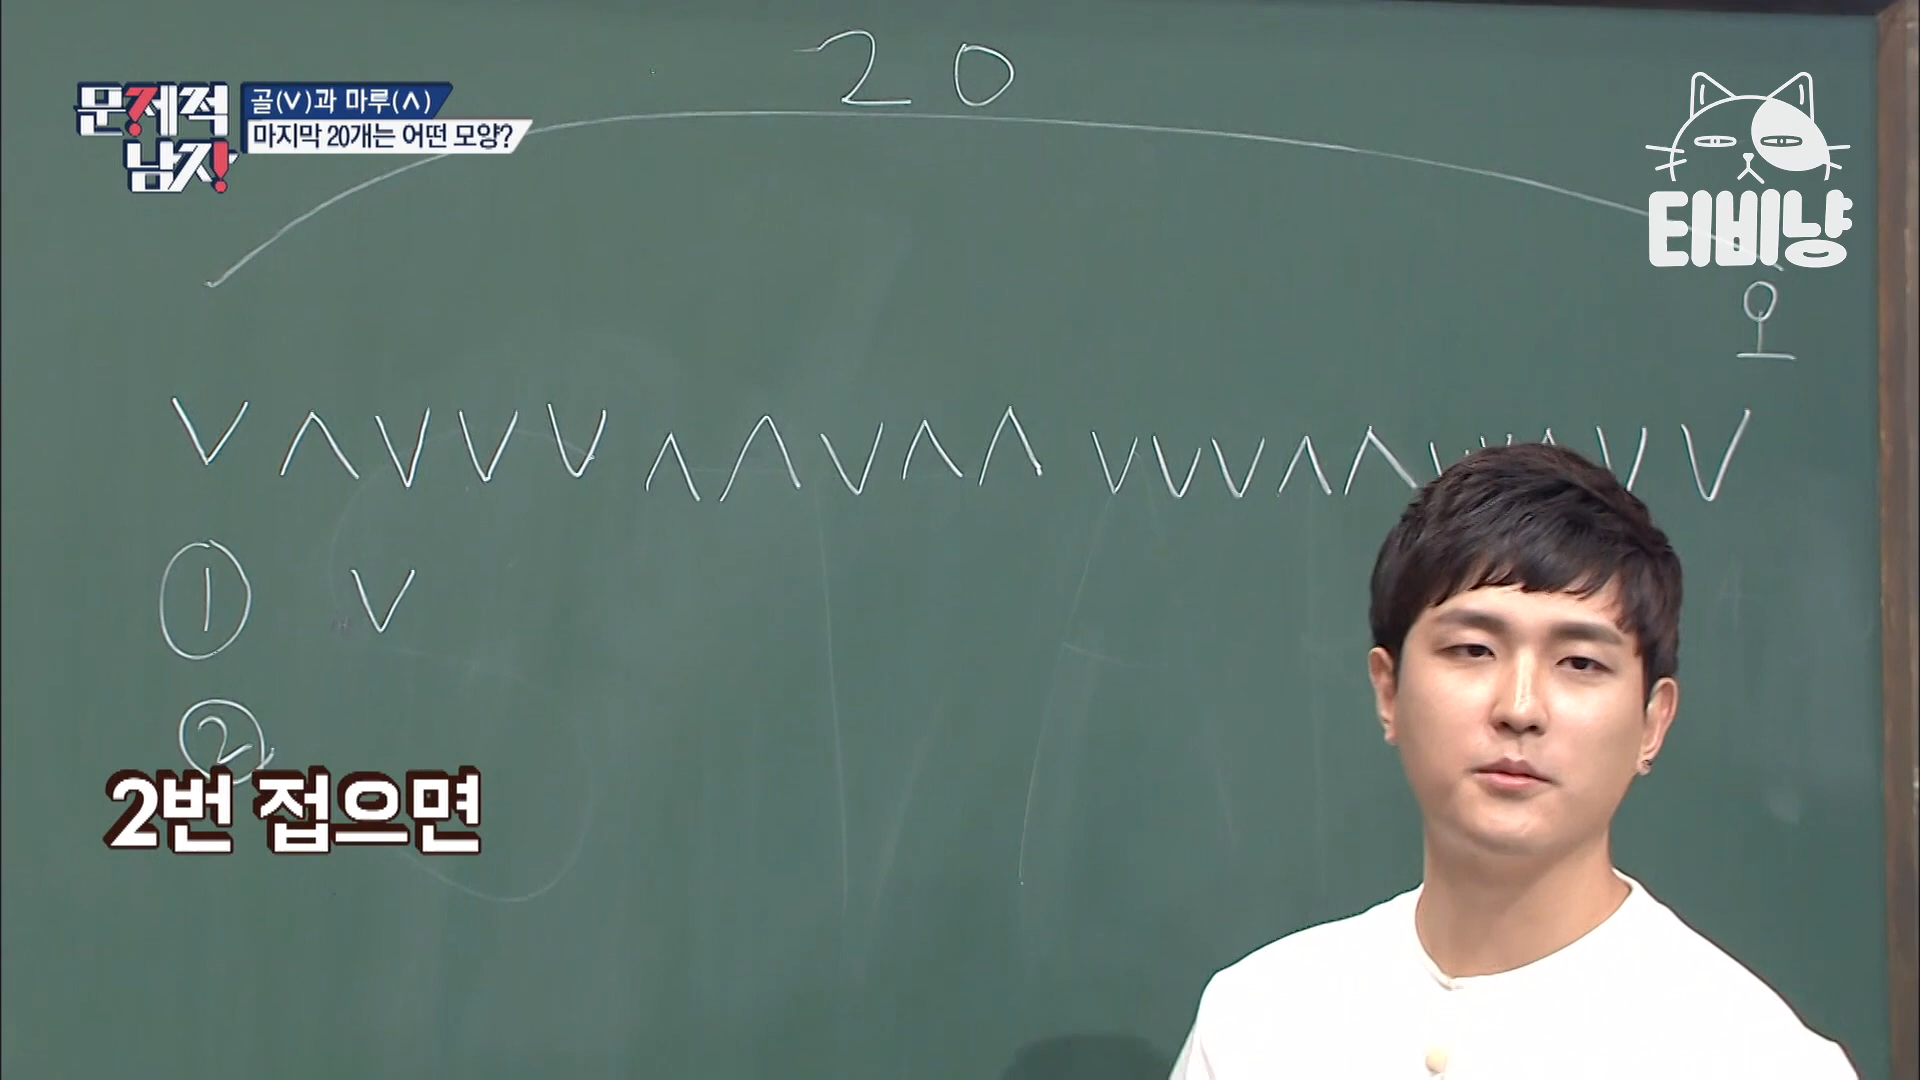 20
문제적
남자
골(∨)과 마루(∧)
마지막 20개는 어떤 모양?
티비냥
오
∨ ∧ ∨ ∨ ∨ ∧ ∧ ∨ ∧ ∧ ∨ ∨ ∨ ∧ ∧ ∨ ∨ ∧ ∨ ∨
① ∨
②
2번 접으면